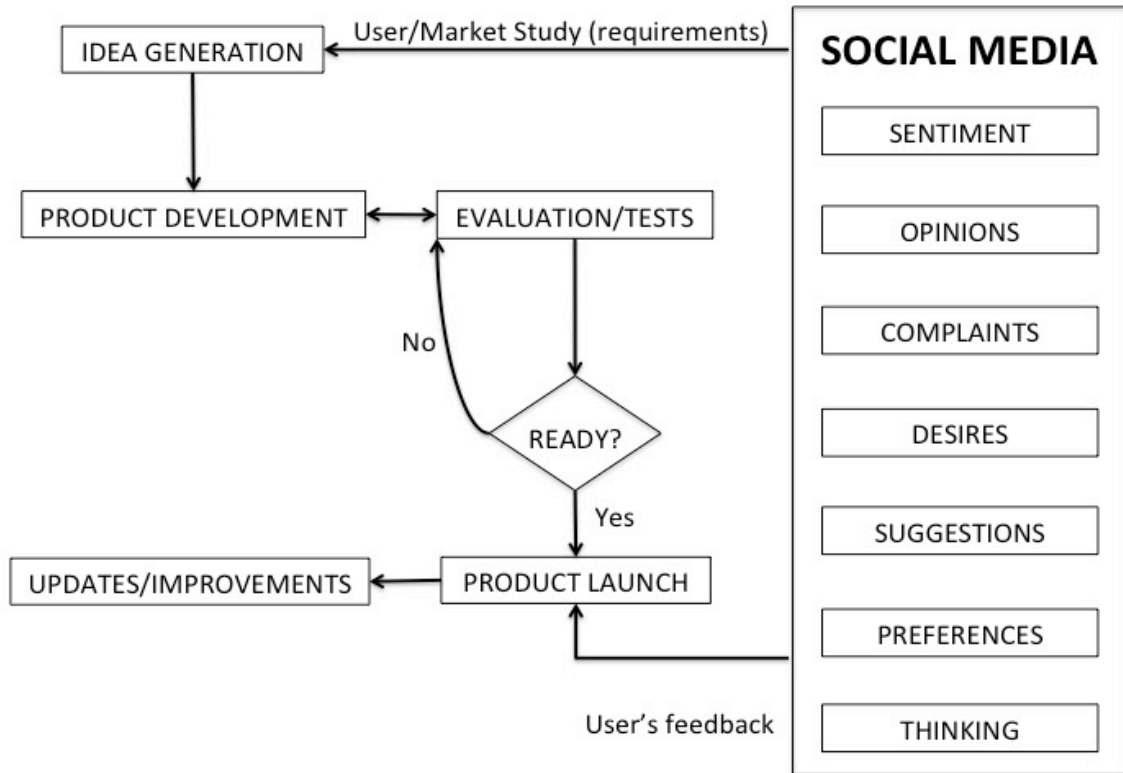 IDEA GENERATION
User/Market Study (requirements)
PRODUCT DEVELOPMENT
EVALUATION/TESTS
No
READY?
Yes
UPDATES/IMPROVEMENTS
PRODUCT LAUNCH
User's feedback
SOCIAL MEDIA
SENTIMENT
OPINIONS
COMPLAINTS
DESIRES
SUGGESTIONS
PREFERENCES
THINKING